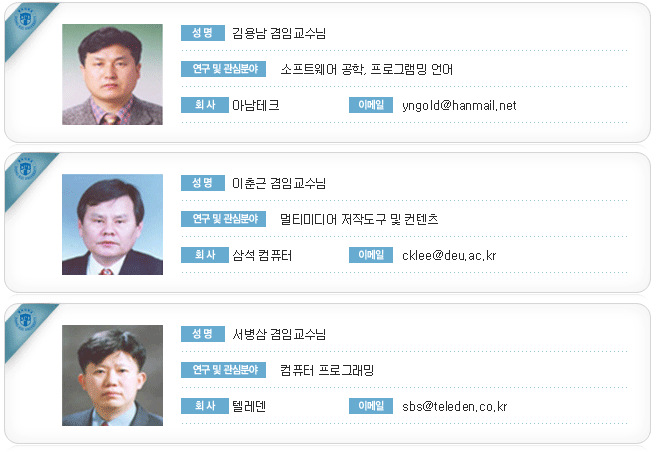 성 명 김용남 겸임교수님
연구 및 관심분야 소프트웨어 공학, 프로그램밍 언어
회 사 아남테크 이메일 yngold@hanmail.net
성 명 이춘근 겸임교수님
연구 및 관심분야 멀티미디어 저작도구 및 컨텐츠
회 사 삼석 컴퓨터 이메일 cklee@deu.ac.kr
성 명 서병삼 겸임교수님
연구 및 관심분야 컴퓨터 프로그래밍
회 사 텔레덴 이메일 sbs@teleden.co.kr